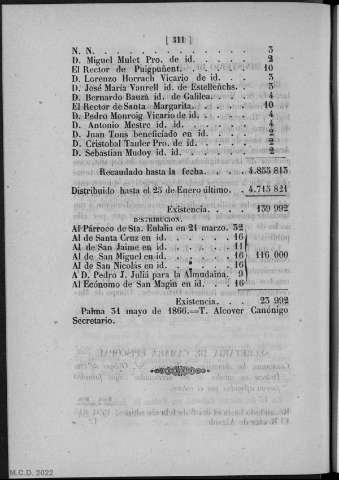 [ 311 ]
N. N. . . . . . . . . . . . 3
D. Miguel Mulet Pro. de id. . . . . 2
El Rector de Puigpuñent. . . . . 10
D. Lorenzo Horrach Vicario de id. . . . 3
D. José María Vanrell id. de Estelleñchs. . 3
D. Bernardo Bauzá id. de Galilea. . . . 4
El Rector de Santa Margarita. . . . . 10
D. Pedro Monroig Vicario de id. . . . . 4
D. Antonio Mestre id. id. . . . . . 4
D. Juan Tous beneficiado en id. . . . . 2
D. Cristobal Tauler Pro. de id. . . . . 2
D. Sebastian Mudoy id. id. . . . . . 2
Recaudado hasta la fecha. . . . 4.855 813
Distribuido hasta el 25 de Enero último. . 4.715 821
Existencia. . . . . 139 992
DISTRIBUCION.
Al Párroco de Sta. Eulalia en 21 marzo. 32
Al de Santa Cruz en id. . . . . 16
Al de San Jaime en id. . . . . 11
Al de San Miguel en id. . . . . 16 116 000
Al de San Nicolas en id. . . . . 16
A D. Pedro J. Juliá para la Almudaina. 9
Al Ecónomo de San Magin en id. . . 16
Existencia. . . . 23 992
Palma 31 mayo de 1866.=T. Alcover Canónigo
Secretario.
M.C.D. 2022